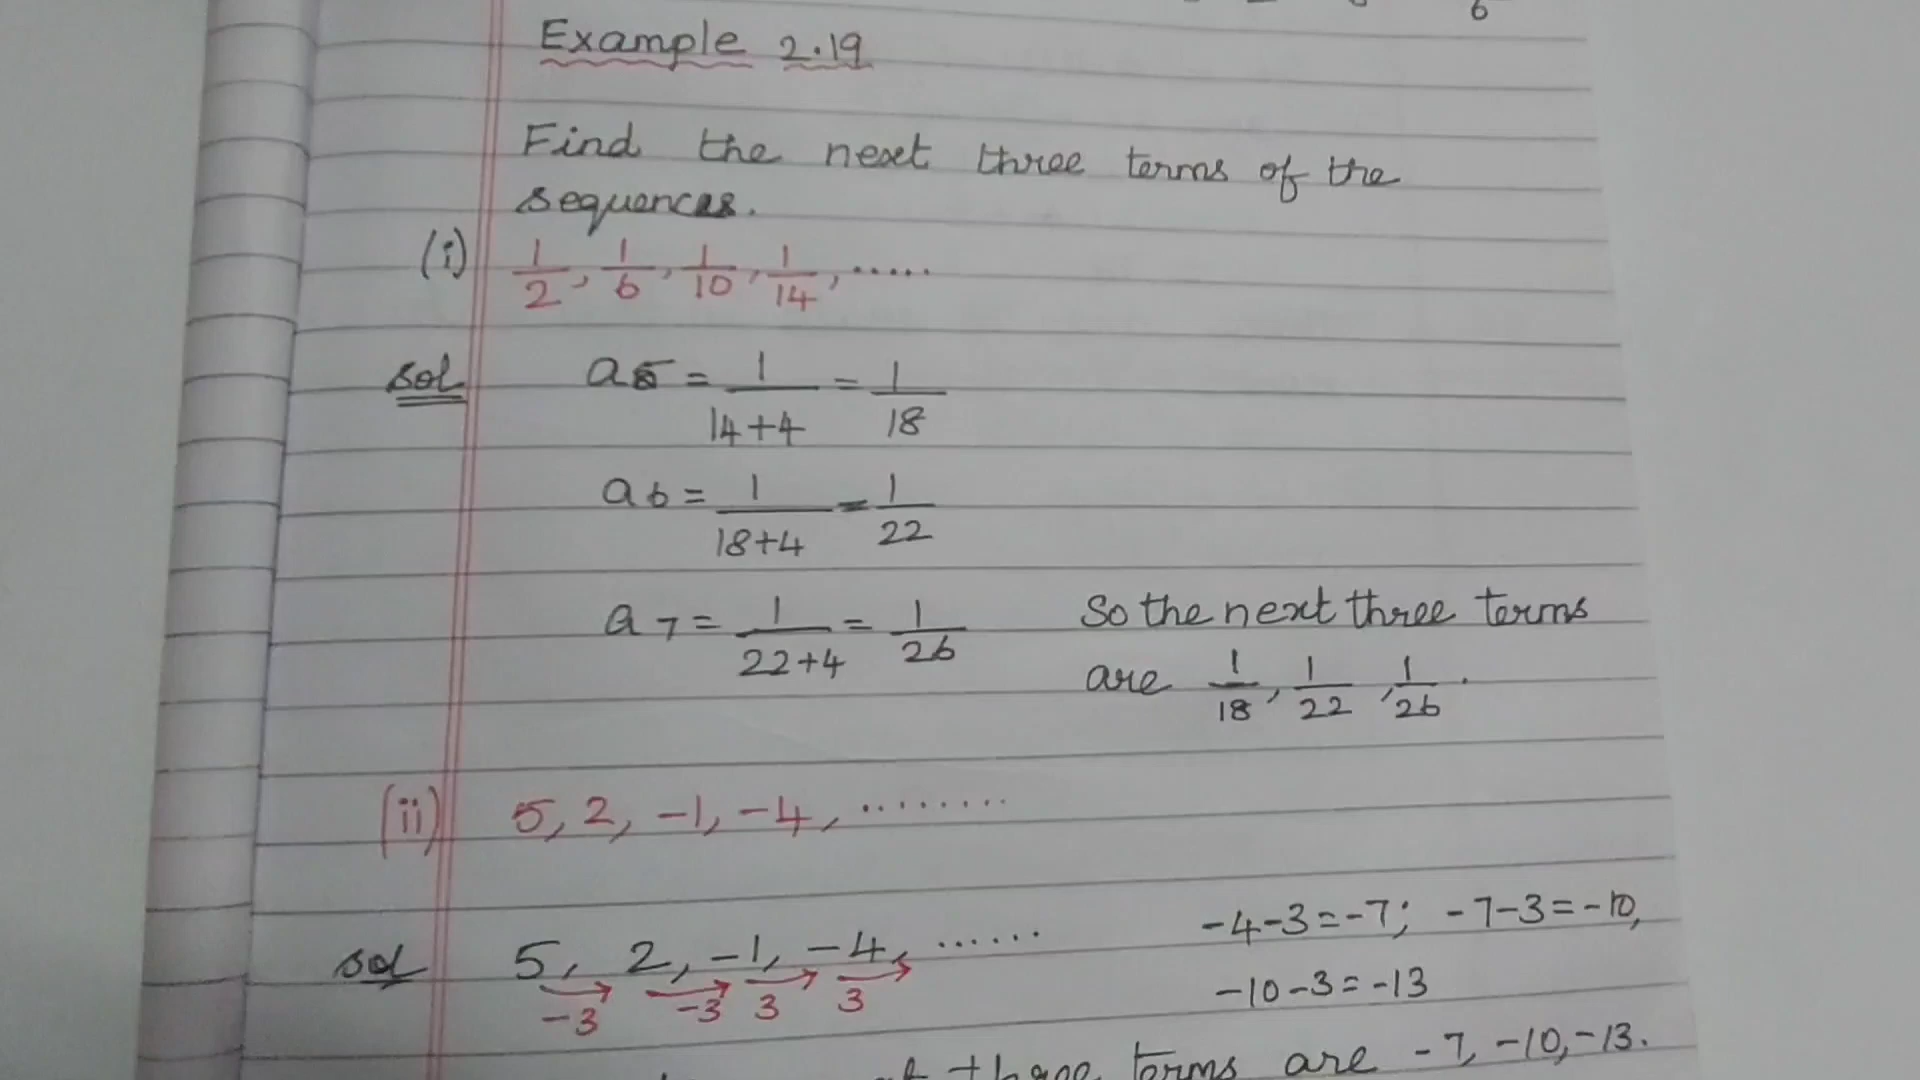 6
Example 2.19
Find the next three terms of the
sequences.
(i) 1/2, 1/6, 1/10, 1/14, .....
sol a5 = 1/14+4 = 1/18
a6 = 1/18+4 = 1/22
a7 = 1/22+4 = 1/26 So the next three terms
are 1/18, 1/22, 1/26.
(ii) 5, 2, -1, -4, ........
sol 5, 2, -1, -4, ...... -4-3=-7; -7-3=-10,
-3 -3 3 3 -10-3=-13
three terms are -7, -10, -13.